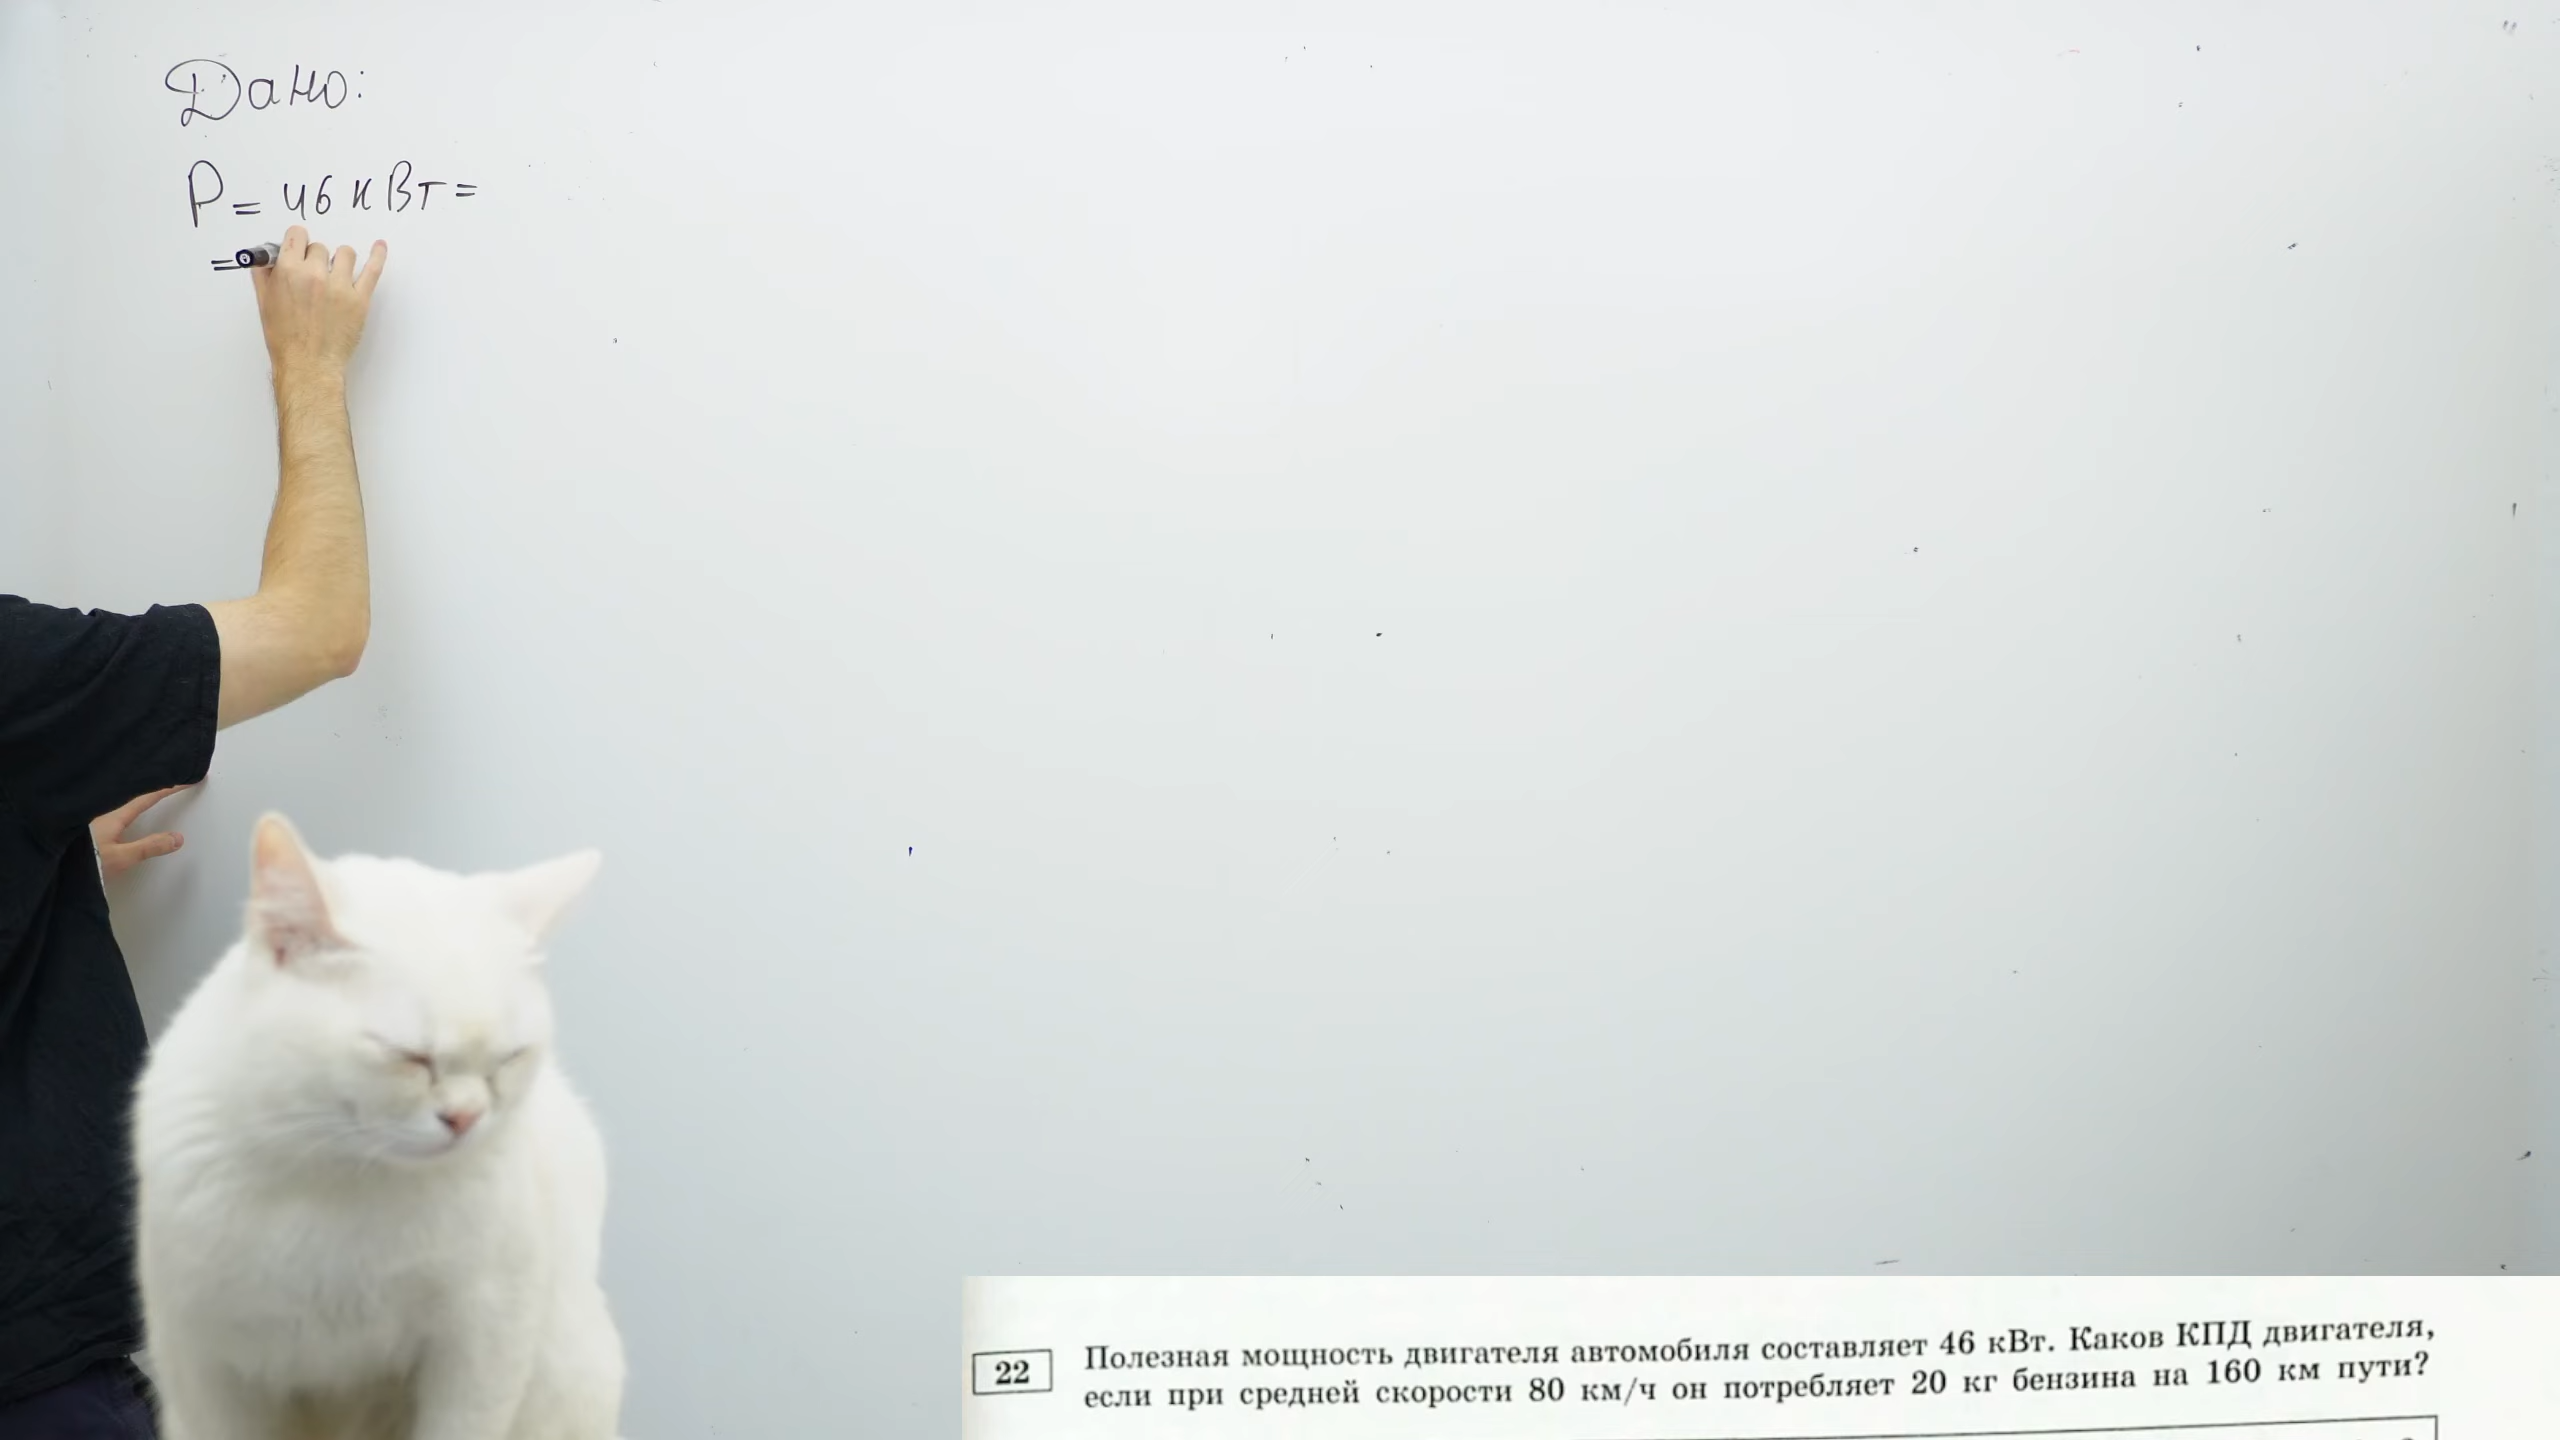 Дано:
P = 46 кВт =
=
22
Полезная мощность двигателя автомобиля составляет 46 кВт. Каков КПД двигателя,
если при средней скорости 80 км/ч он потребляет 20 кг бензина на 160 км пути?